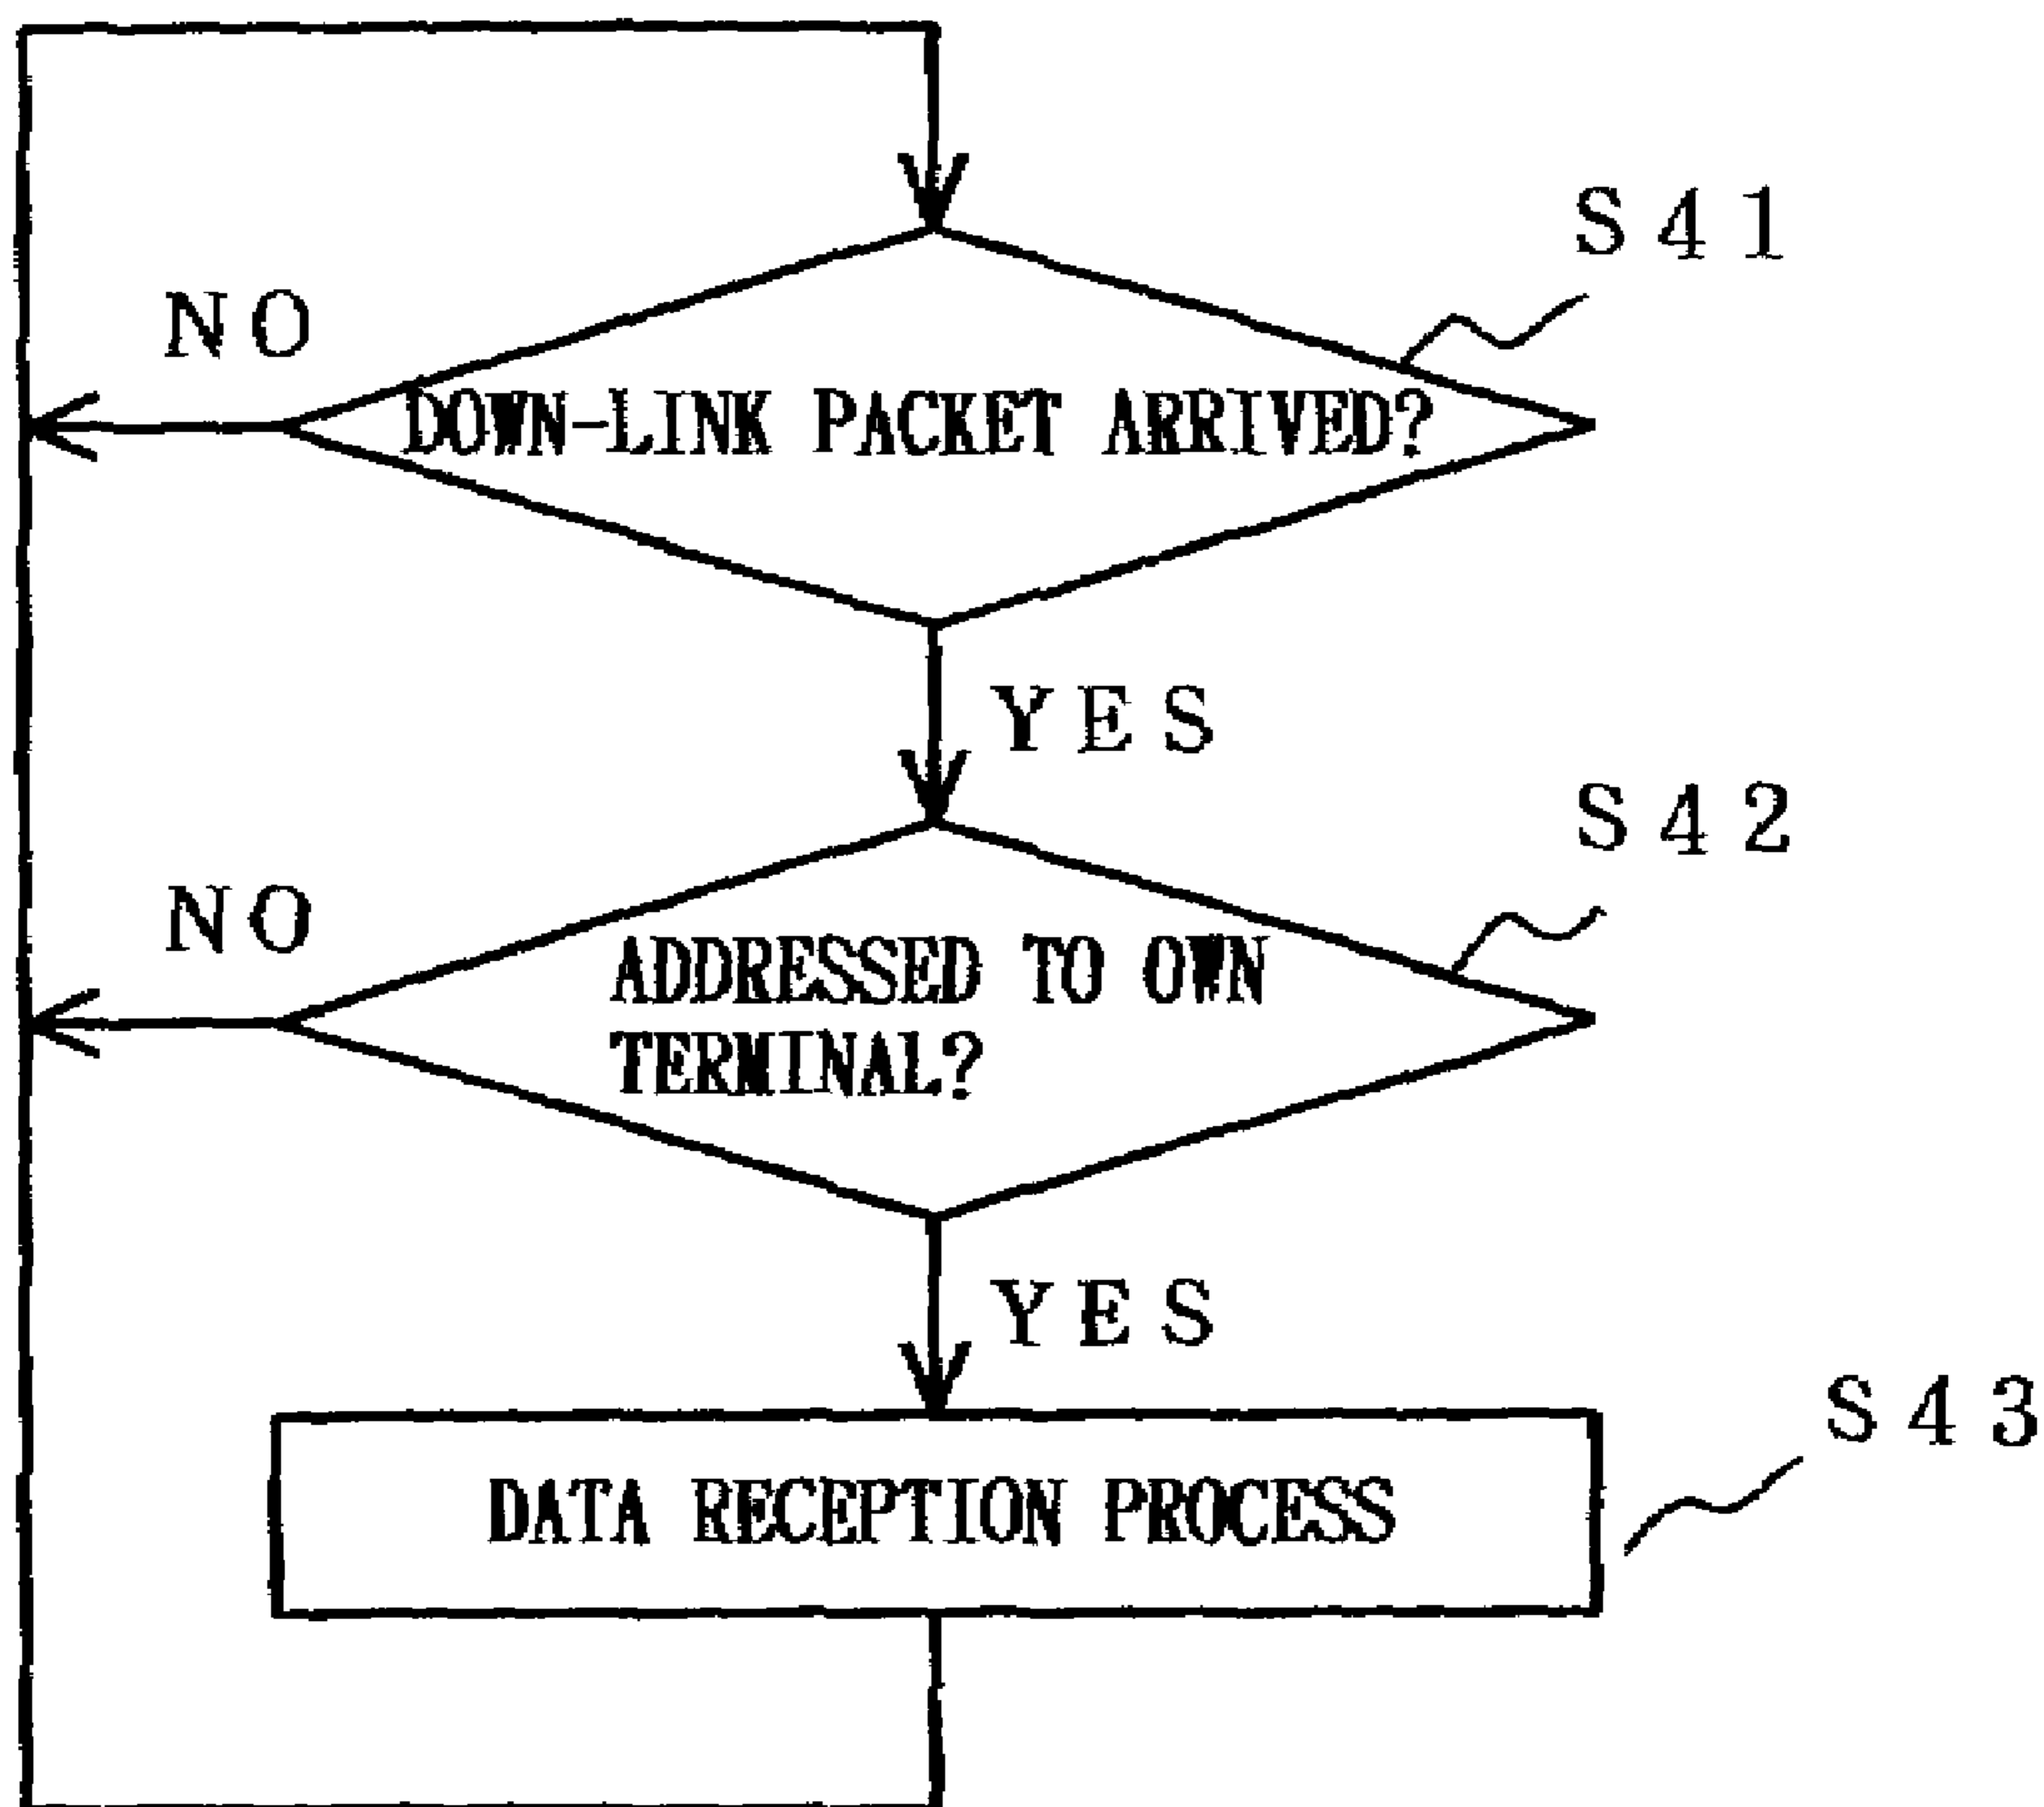 S41
NO
DOWN-LINK PACKET ARRIVED?
YES
S42
NO
ADDRESSED TO OWN
TERMINAL?
YES
S43
DATA RECEPTION PROCESS